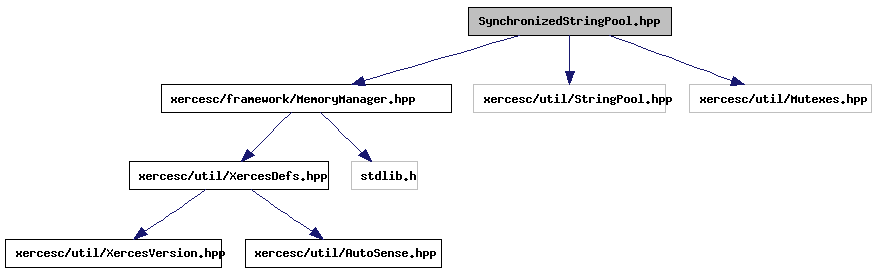 SynchronizedStringPool.hpp
xercesc/framework/MemoryManager.hpp
xercesc/util/StringPool.hpp
xercesc/util/Mutexes.hpp
xercesc/util/XercesDefs.hpp
stdlib.h
xercesc/util/XercesVersion.hpp
xercesc/util/AutoSense.hpp